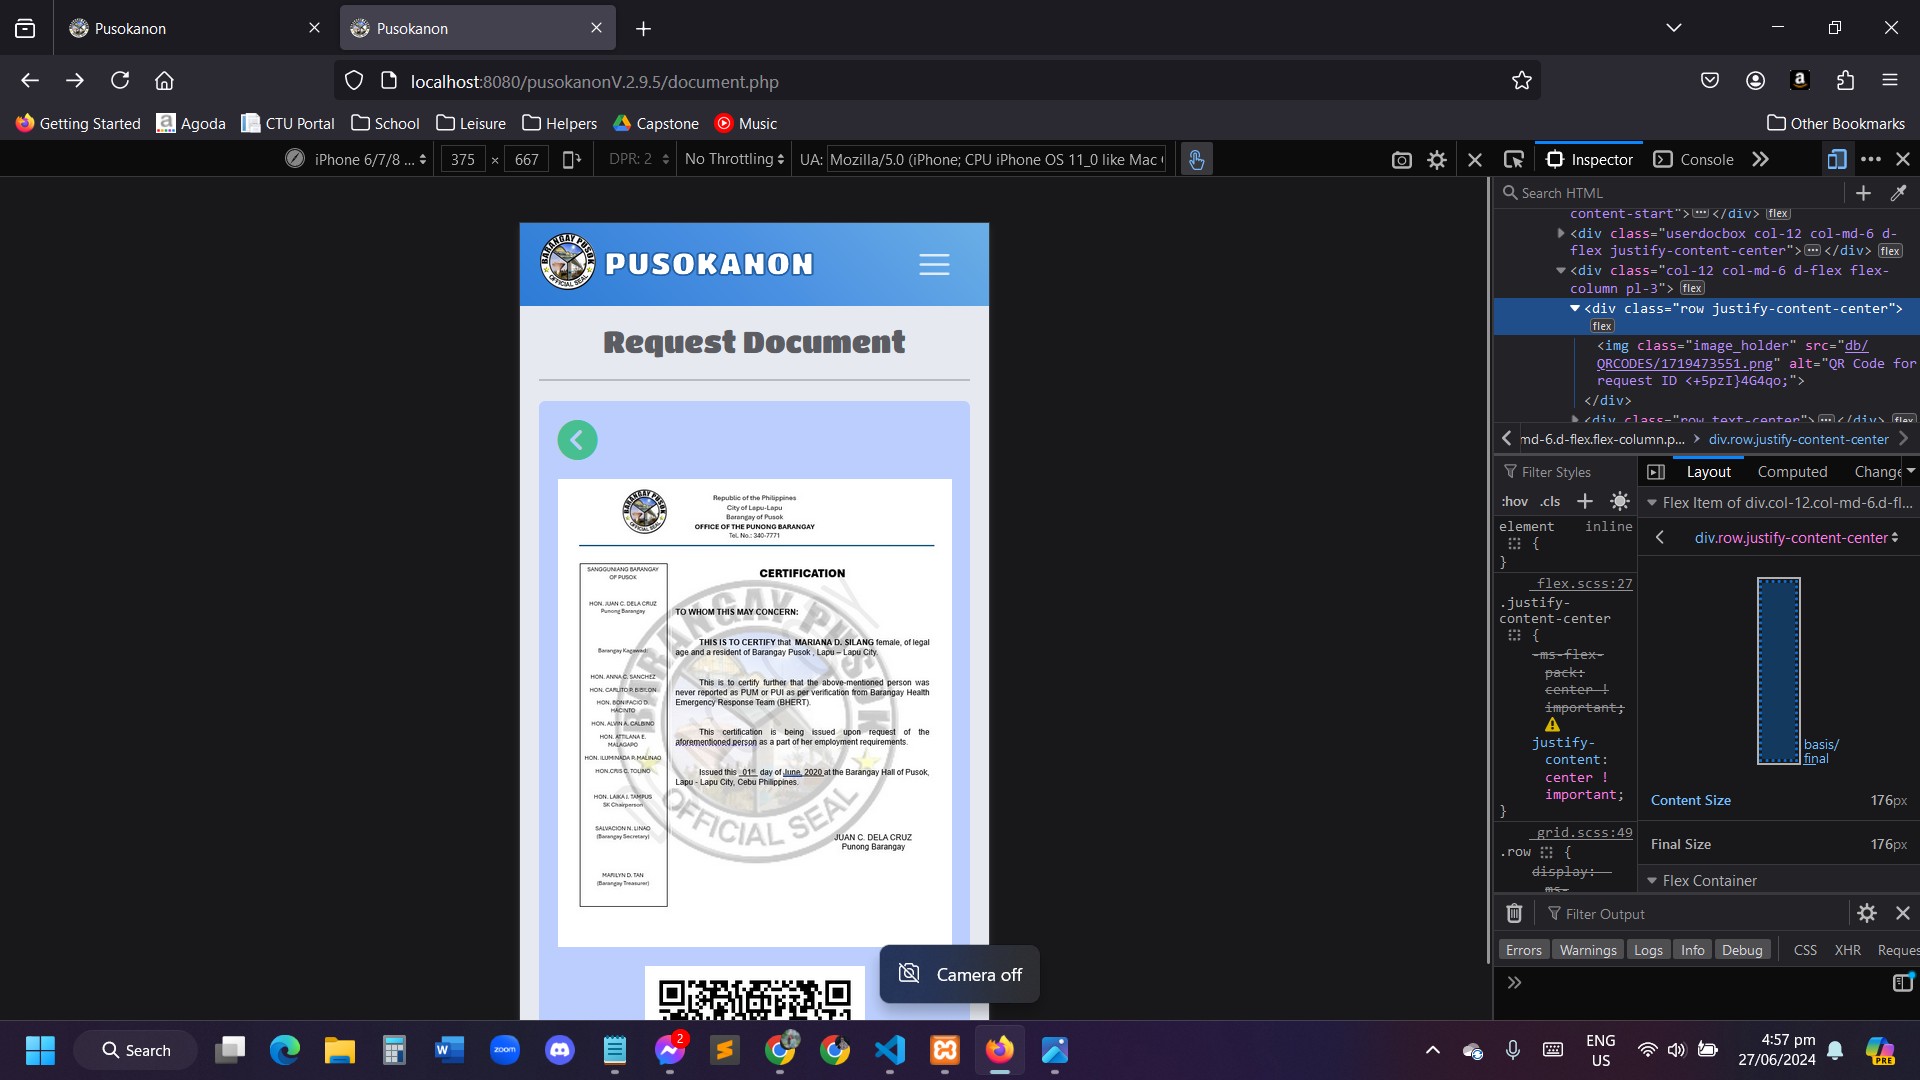 Pusokanon
Pusokanon
localhost:8080/pusokanonV.2.9.5/document.php
Getting Started
Agoda
CTU Portal
School
Leisure
Helpers
Capstone
Music
Other Bookmarks
iPhone 6/7/8 ...
375 × 667
DPR: 2
No Throttling
UA: Mozilla/5.0 (iPhone; CPU iPhone OS 11_0 like Mac
Inspector
Console
Search HTML
content-start"></div> flex
<div class="userdocbox col-12 col-md-6 d-
flex justify-content-center"></div> flex
<div class="col-12 col-md-6 d-flex flex-
column pl-3"> flex
<div class="row justify-content-center">
flex
<img class="image_holder" src="db/
QRCODES/1719473551.png" alt="QR Code for
request ID <+5pzI}4G4qo;">
</div>
<div class="row text-center"></div> flex
md-6.d-flex.flex-column.p... > div.row.justify-content-center
Filter Styles
Layout
Computed
Change
:hov .cls +
Flex Item of div.col-12.col-md-6.d-fl...
element inline
{
}
div.row.justify-content-center
_flex.scss:27
.justify-
content-center
{
-ms-flex-
pack:
center !
important;
justify-
content:
center !
important;
}
basis/
final
Content Size 176px
_grid.scss:49
.row {
display: -
ms-
Final Size 176px
Flex Container
Filter Output
Errors
Warnings
Logs
Info
Debug
CSS
XHR
Reques
PUSOKANON
BARANGAY PUSOK
OFFICIAL SEAL
Request Document
BARANGAY PUSOK
OFFICIAL SEAL
Republic of the Philippines
City of Lapu-Lapu
Barangay of Pusok
OFFICE OF THE PUNONG BARANGAY
Tel. No.: 340-7771
SANGGUNIANG BARANGAY
OF PUSOK
HON. JUAN C. DELA CRUZ
Punong Barangay
Barangay Kagawad:
HON. ANNA C. SANCHEZ
HON. CARLITO P. BIBILON
HON. BONIFACIO D.
HACINTO
HON. ALVIN A. CALBINO
HON. ATTILANA E.
MALAGAPO
HON. ILUMINADA P. MALINAO
HON. CRIS C. TOLINO
HON. LAIKA J. TAMPUS
SK Chairperson
SALVACION N. LINAO
(Barangay Secretary)
MARILYN D. TAN
(Barangay Treasurer)
CERTIFICATION
TO WHOM THIS MAY CONCERN:
THIS IS TO CERTIFY that MARIANA D. SILANG female, of legal
age and a resident of Barangay Pusok , Lapu – Lapu City.
This is to certify further that the above-mentioned person was
never reported as PUM or PUI as per verification from Barangay Health
Emergency Response Team (BHERT).
This certification is being issued upon request of the
aforementioned person as a part of her employment requirements.
Issued this 01st day of June, 2020 at the Barangay Hall of Pusok,
Lapu - Lapu City, Cebu Philippines.
JUAN C. DELA CRUZ
Punong Barangay
BARANGAY PUSOK
OFFICIAL SEAL
Camera off
Search
zoom
2
ENG
US
4:57 pm
27/06/2024
PRE